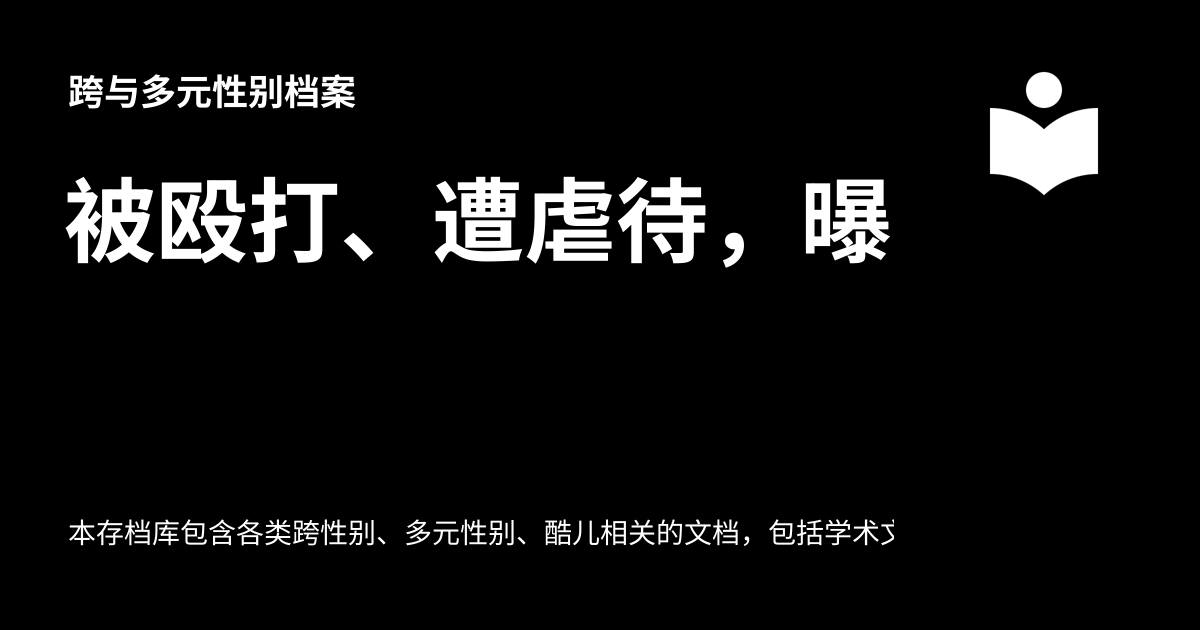 跨与多元性别档案
被殴打、遭虐待，曝
本存档库包含各类跨性别、多元性别、酷儿相关的文档，包括学术